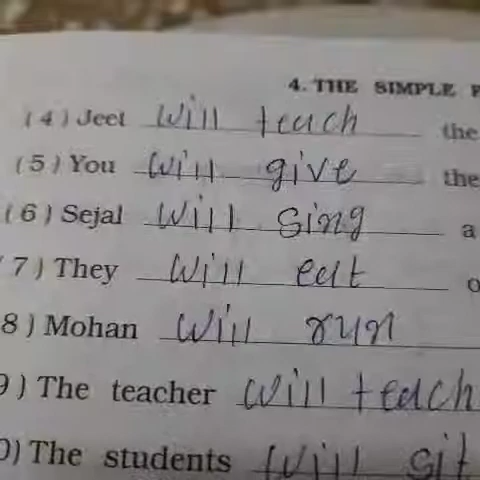 4. THE SIMPLE
(4) Jeet will teach the
(5) You will give the
(6) Sejal will sing a
7) They will eat
8) Mohan will run
9) The teacher will teach
0) The students will sit